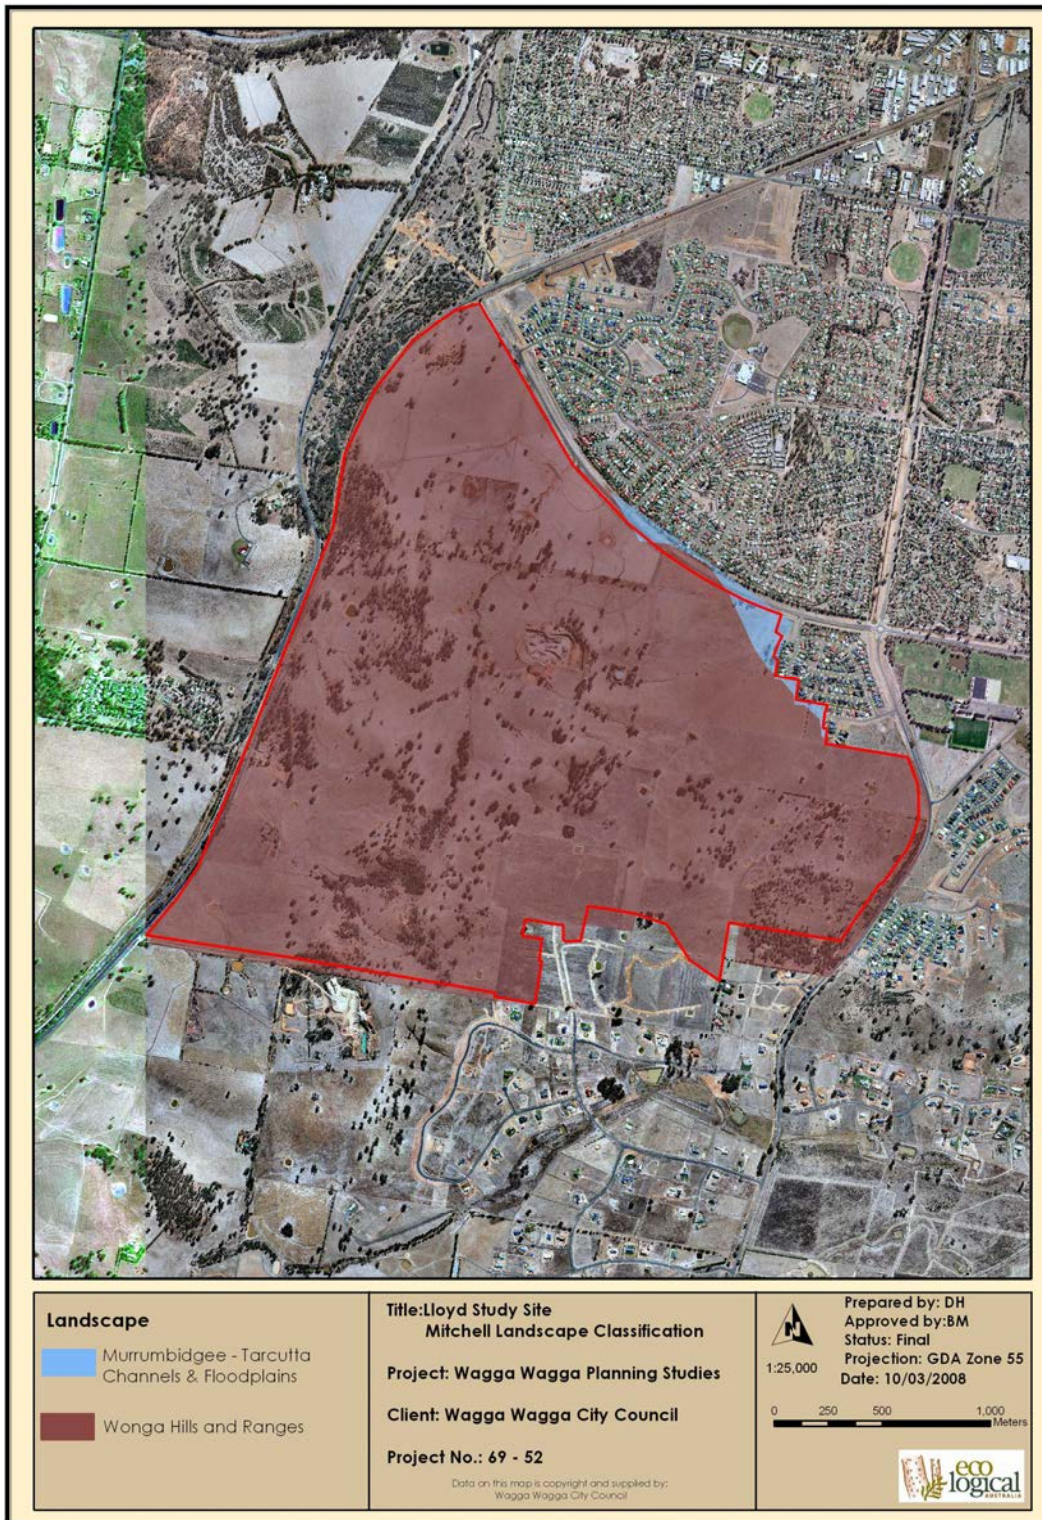 Landscape
Murrumbidgee - Tarcutta
Channels & Floodplains
Wonga Hills and Ranges
Title:Lloyd Study Site
Mitchell Landscape Classification
Project: Wagga Wagga Planning Studies
Client: Wagga Wagga City Council
Project No.: 69 - 52
Data on this map is copyright and supplied by:
Wagga Wagga City Council
N
1:25,000
Prepared by: DH
Approved by:BM
Status: Final
Projection: GDA Zone 55
Date: 10/03/2008
0 250 500 1,000
Meters
eco
logical
AUSTRALIA